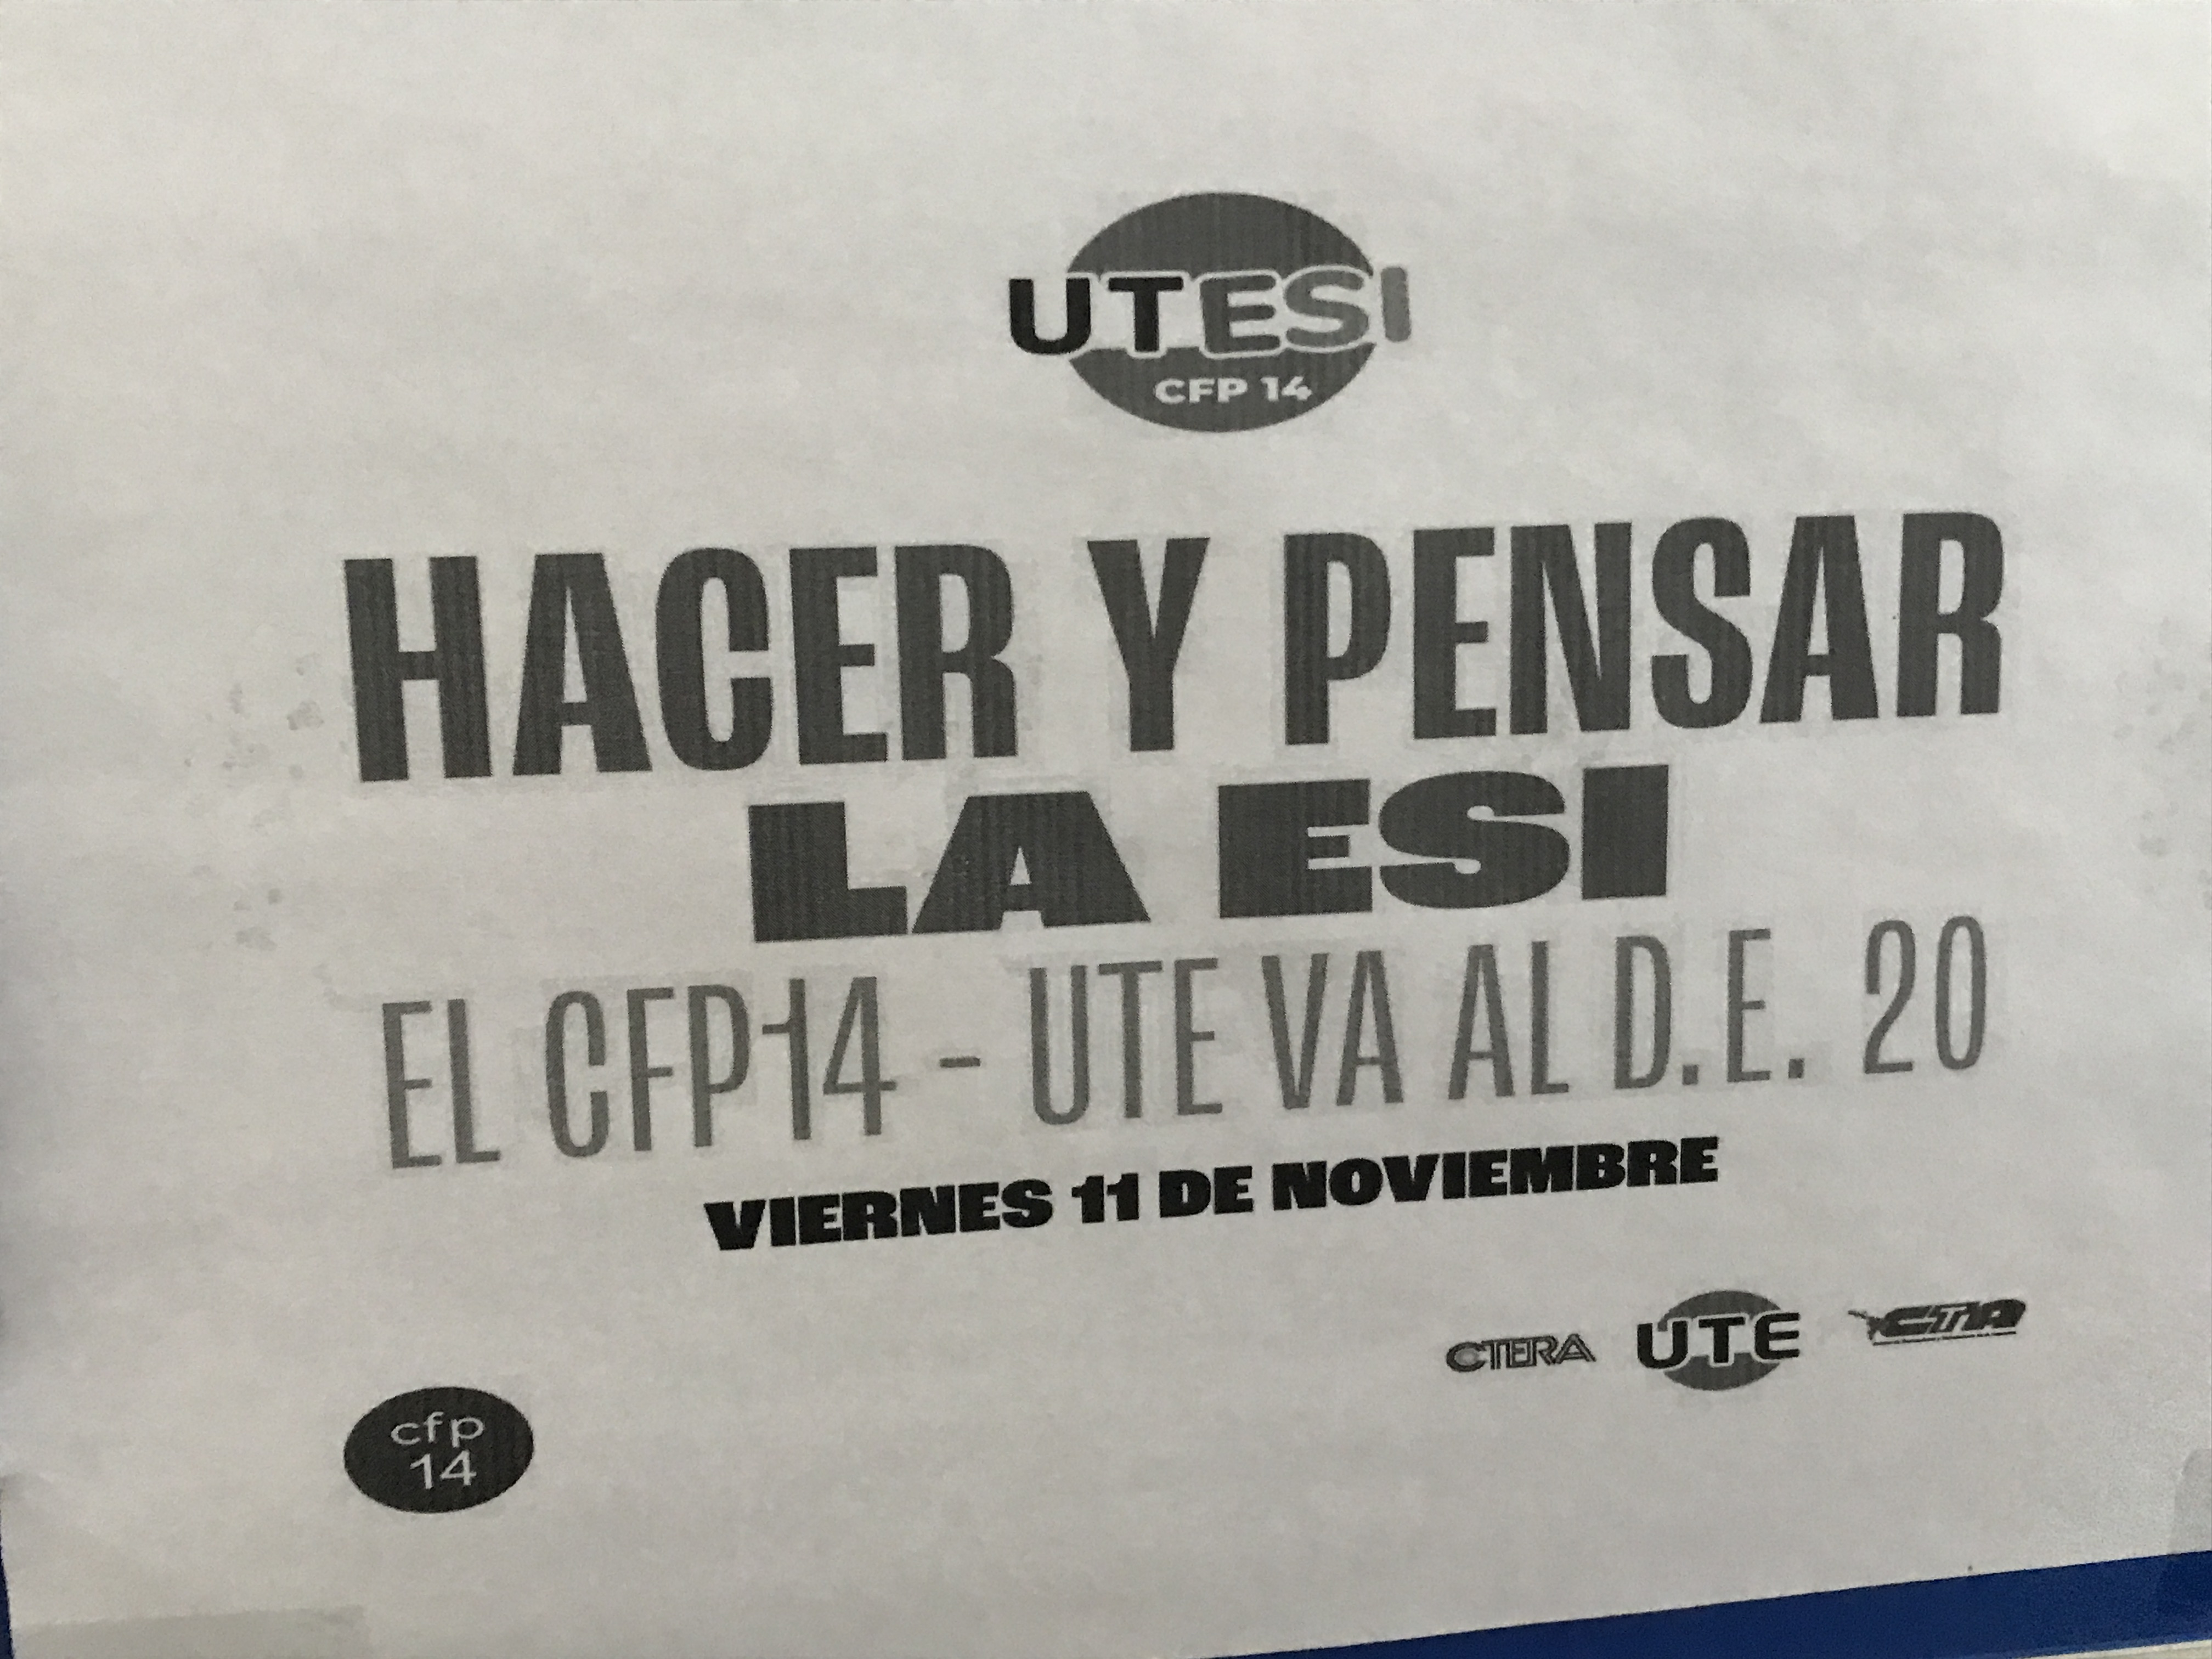 UTESI
CFP 14
HACER Y PENSAR
LA ESI
EL CFP14 - UTE VA AL D.E. 20
VIERNES 11 DE NOVIEMBRE
CTERA UTE CTA
cfp
14